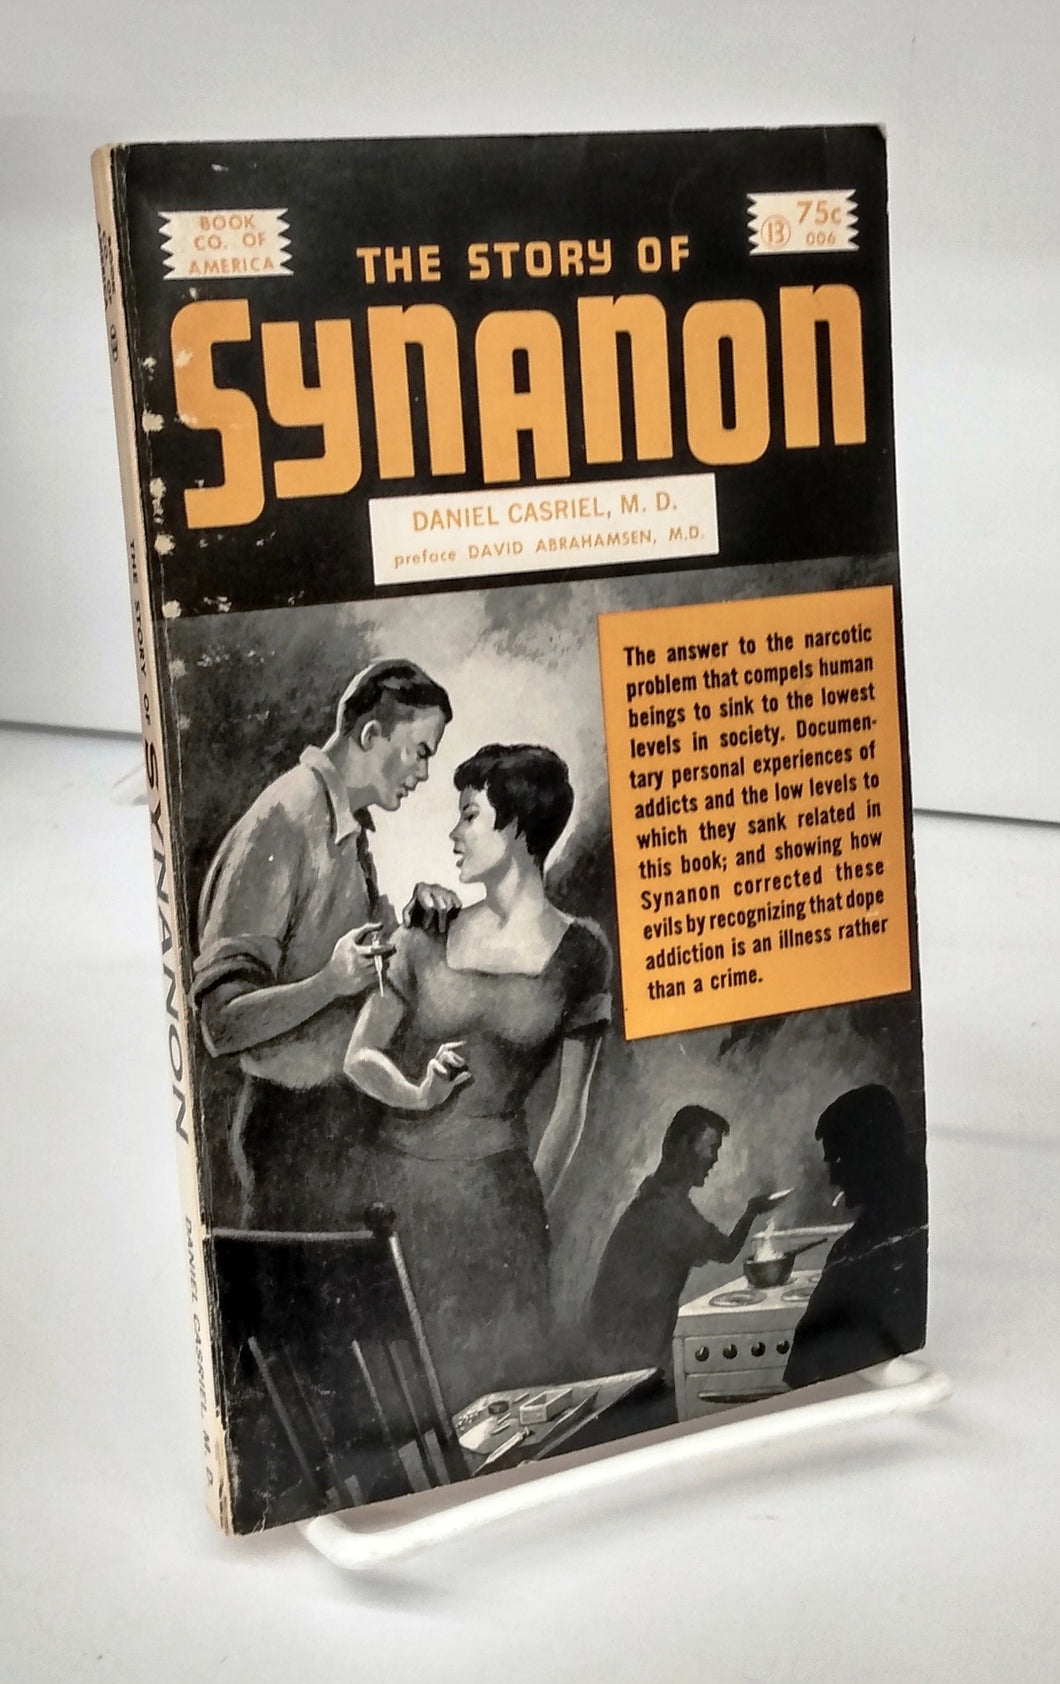 BOOK
CO. OF
AMERICA
13 75c
006
THE STORY OF
SYNANON
DANIEL CASRIEL, M. D.
preface DAVID ABRAHAMSEN, M.D.
The answer to the narcotic
problem that compels human
beings to sink to the lowest
levels in society. Documen-
tary personal experiences of
addicts and the low levels to
which they sank related in
this book; and showing how
Synanon corrected these
evils by recognizing that dope
addiction is an illness rather
than a crime.
THE STORY OF SYNANON DANIEL CASRIEL, M. D.